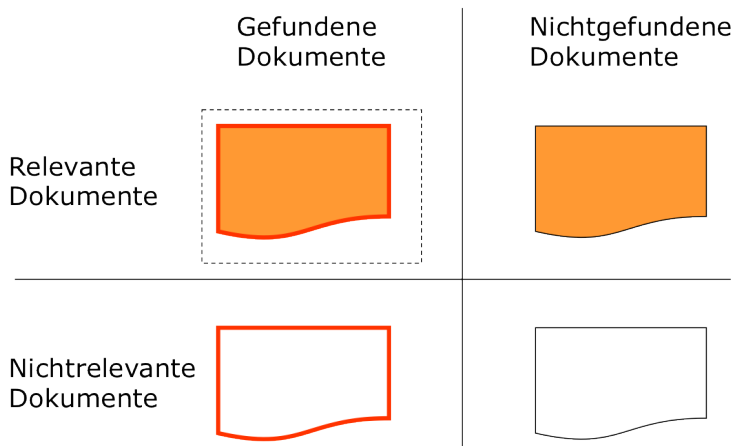 Gefundene
Dokumente
Nichtgefundene
Dokumente
Relevante
Dokumente
Nichtrelevante
Dokumente